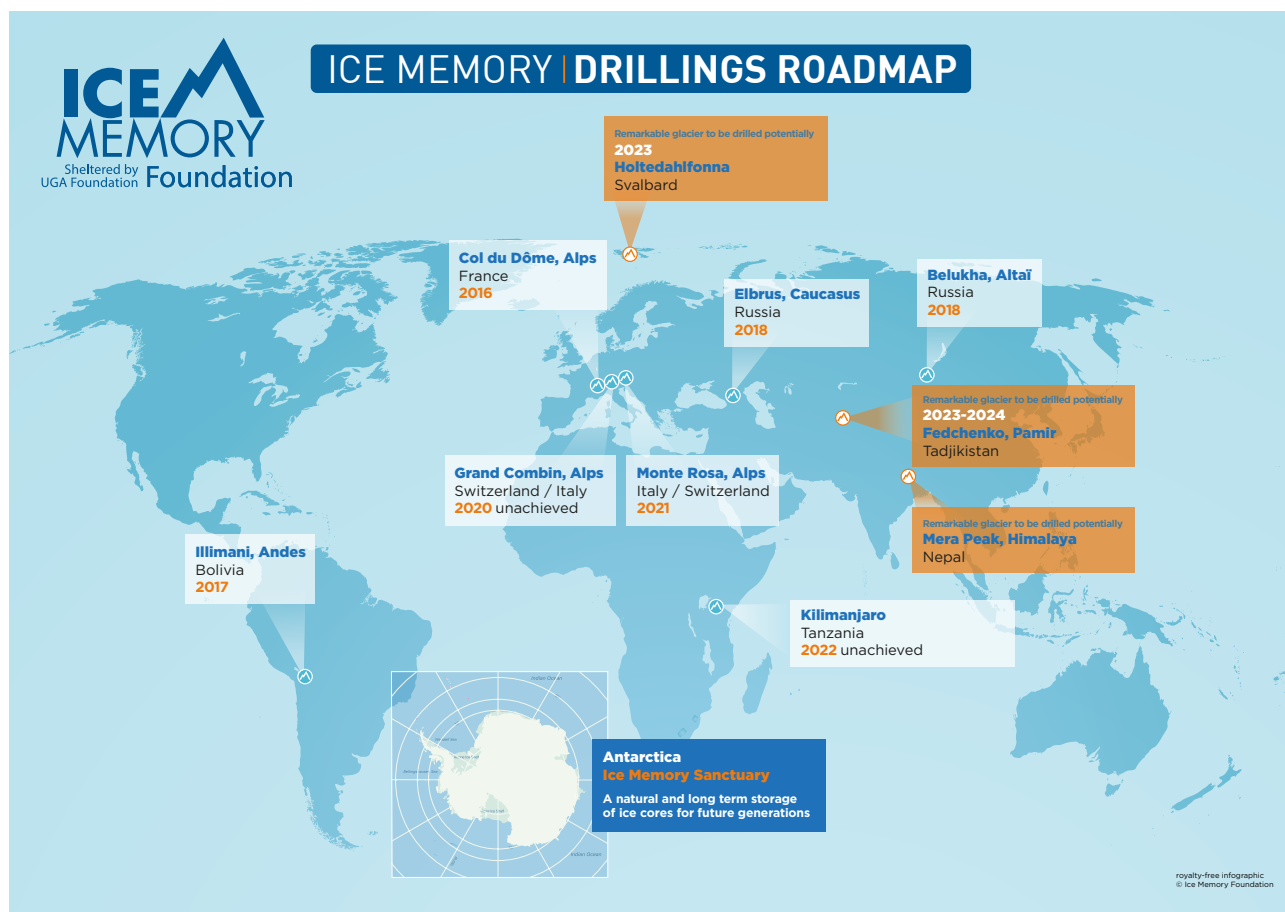 ICE
MEMORY
Sheltered by
UGA Foundation Foundation
ICE MEMORY | DRILLINGS ROADMAP
Remarkable glacier to be drilled potentially
2023
Holtedahlfonna
Svalbard
Col du Dôme, Alps
France
2016
Elbrus, Caucasus
Russia
2018
Belukha, Altaï
Russia
2018
Remarkable glacier to be drilled potentially
2023-2024
Fedchenko, Pamir
Tadjikistan
Grand Combin, Alps
Switzerland / Italy
2020 unachieved
Monte Rosa, Alps
Italy / Switzerland
2021
Remarkable glacier to be drilled potentially
Mera Peak, Himalaya
Nepal
Illimani, Andes
Bolivia
2017
Kilimanjaro
Tanzania
2022 unachieved
Indian Ocean
Antarctica
Ice Memory Sanctuary
A natural and long term storage
of ice cores for future generations
Indian Ocean
royalty-free infographic
© Ice Memory Foundation